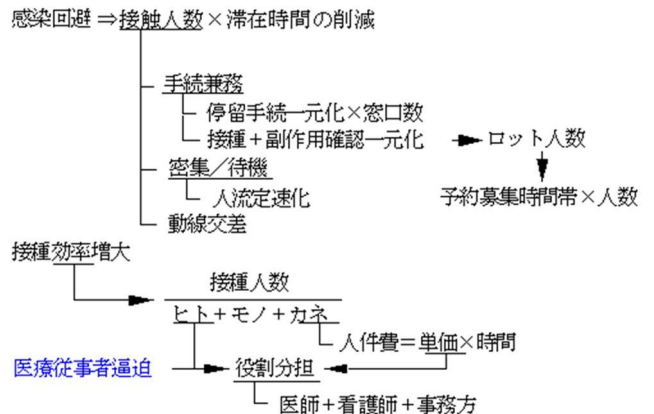 感染回避⇒接触人数×滞在時間の削減
手続兼務
停留手続一元化×窓口数
接種＋副作用確認一元化
ロット人数
密集／待機
予約募集時間帯×人数
人流定速化
動線交差
接種効率増大
接種人数
ヒト＋モノ＋カネ
人件費＝単価×時間
医療従事者逼迫
役割分担
医師＋看護師＋事務方